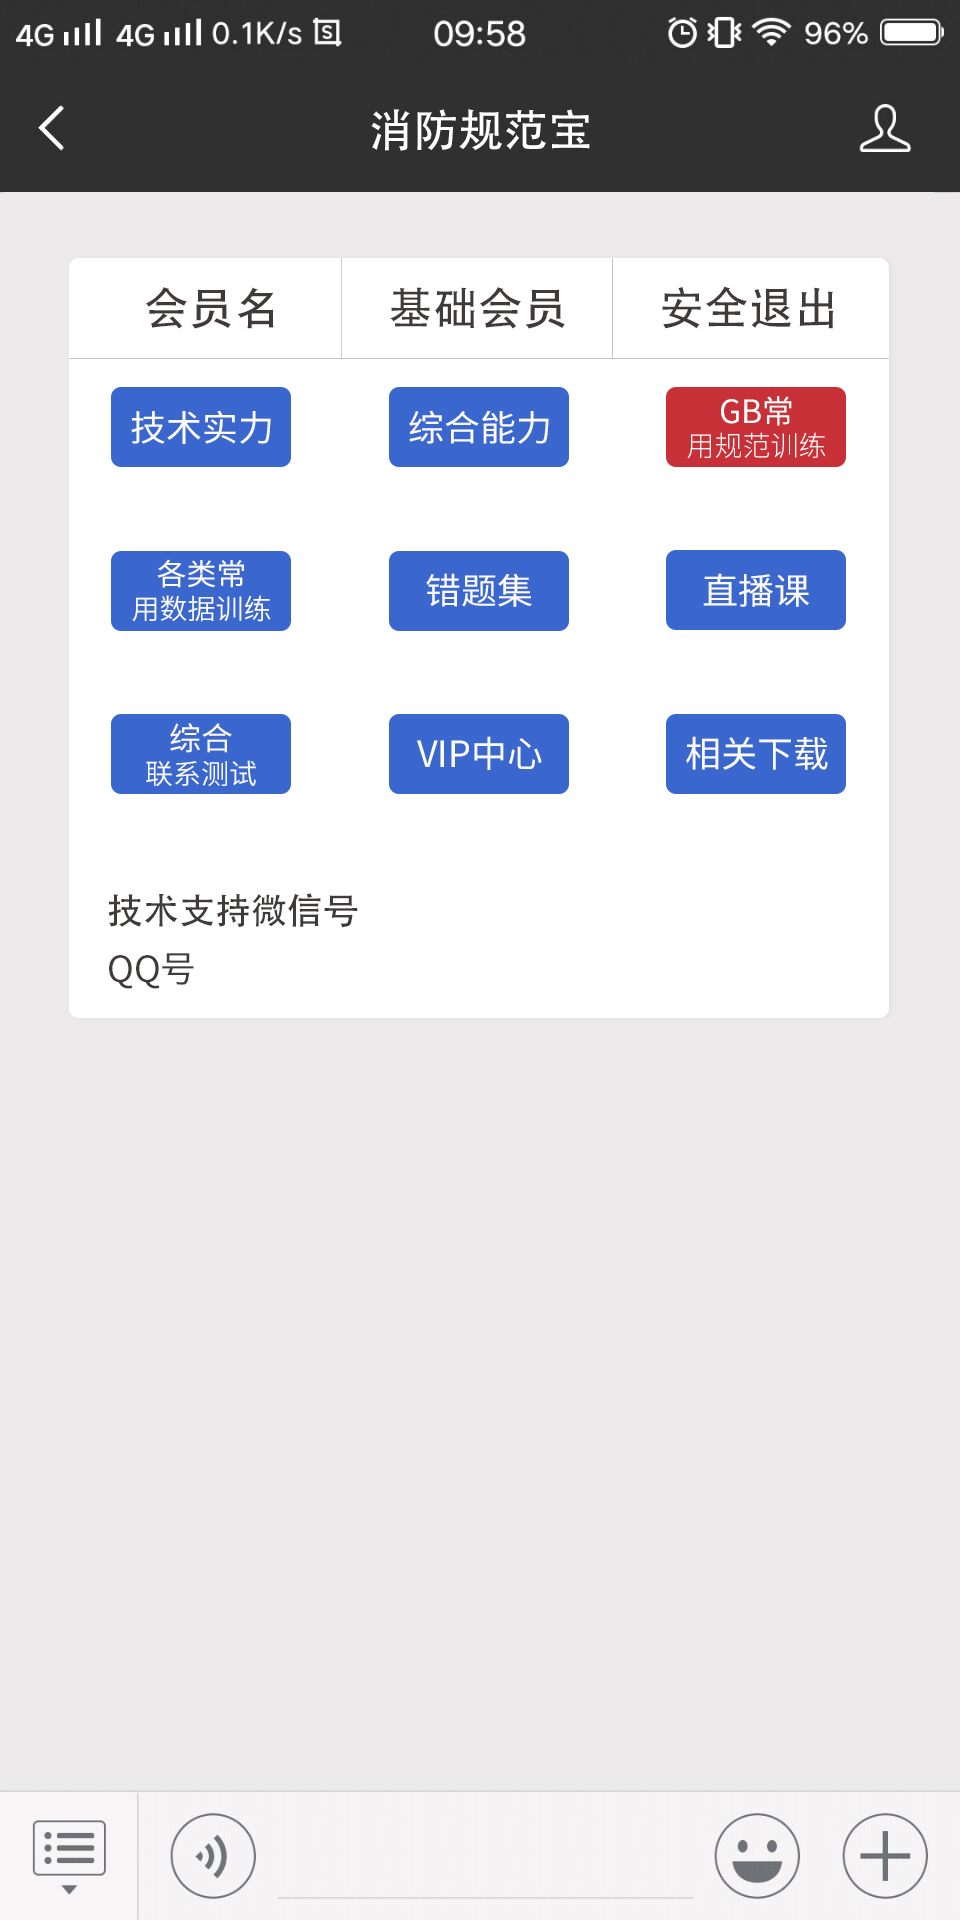 4G 4G 0.1K/s 09:58 96%
消防规范宝
会员名 基础会员 安全退出
技术实力 综合能力 GB常
用规范训练
各类常
用数据训练 错题集 直播课
综合
联系测试 VIP中心 相关下载
技术支持微信号
QQ号